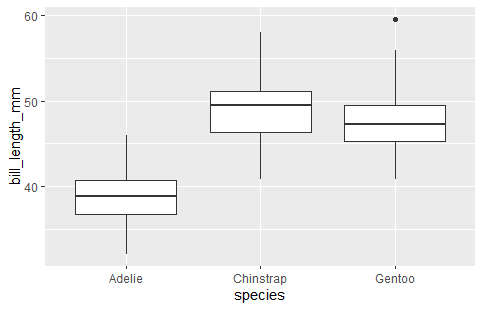 bill_length_mm
60
50
40
Adelie
Chinstrap
Gentoo
species